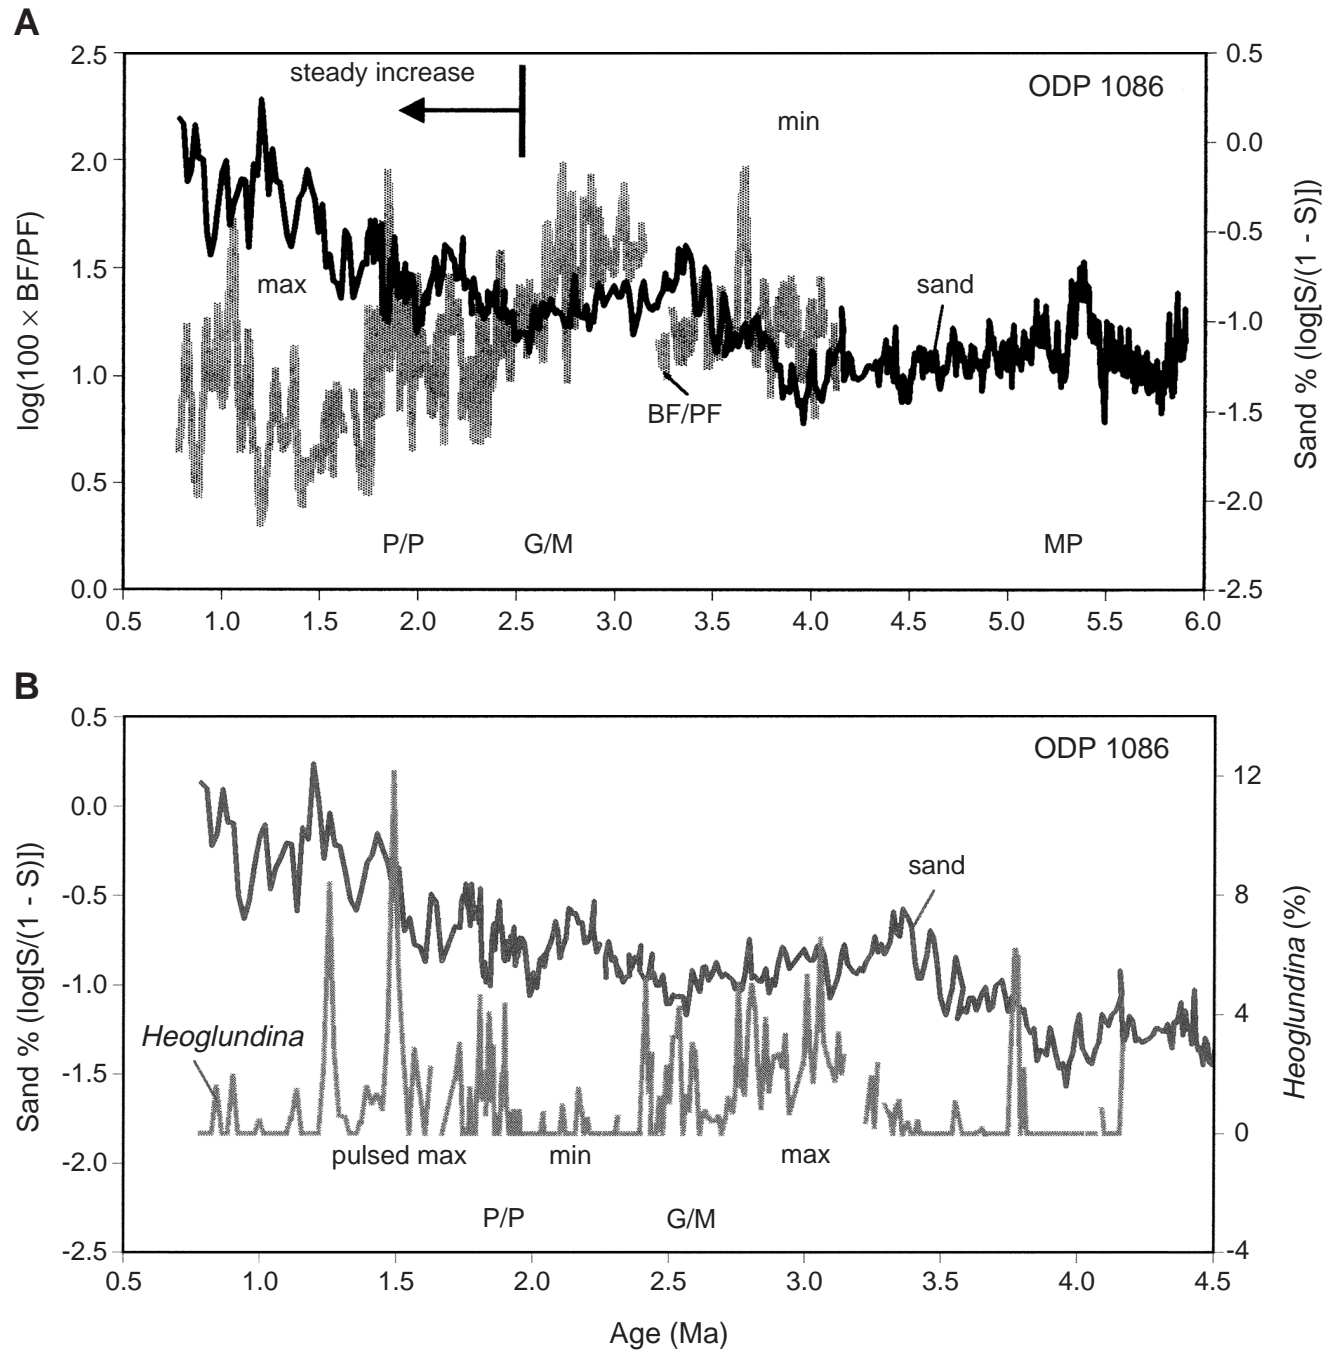 A
steady increase
ODP 1086
min
max
sand
BF/PF
P/P
G/M
MP
log(100 × BF/PF)
2.5
2.0
1.5
1.0
0.5
0.0
Sand % (log[S/(1 - S)])
0.5
0.0
-0.5
-1.0
-1.5
-2.0
-2.5
0.5 1.0 1.5 2.0 2.5 3.0 3.5 4.0 4.5 5.0 5.5 6.0
B
ODP 1086
sand
Heoglundina
pulsed max
min
max
P/P
G/M
Sand % (log[S/(1 - S)])
0.5
0.0
-0.5
-1.0
-1.5
-2.0
-2.5
Heoglundina (%)
12
8
4
0
-4
0.5 1.0 1.5 2.0 2.5 3.0 3.5 4.0 4.5
Age (Ma)